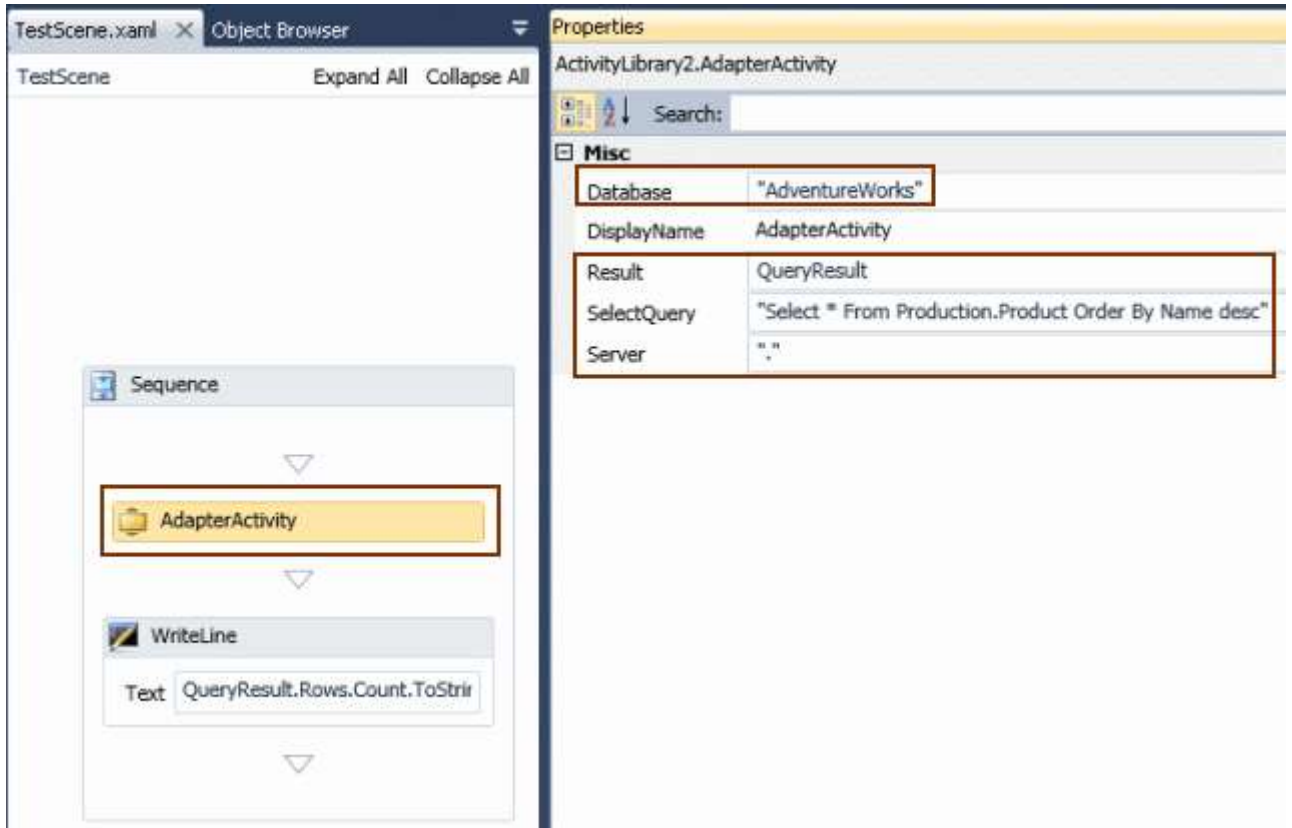 TestScene.xaml Object Browser
TestScene Expand All Collapse All
Sequence
AdapterActivity
WriteLine
Text QueryResult.Rows.Count.ToStrir
Properties
ActivityLibrary2.AdapterActivity
Search:
Misc
Database "AdventureWorks"
DisplayName AdapterActivity
Result QueryResult
SelectQuery "Select * From Production.Product Order By Name desc"
Server "."